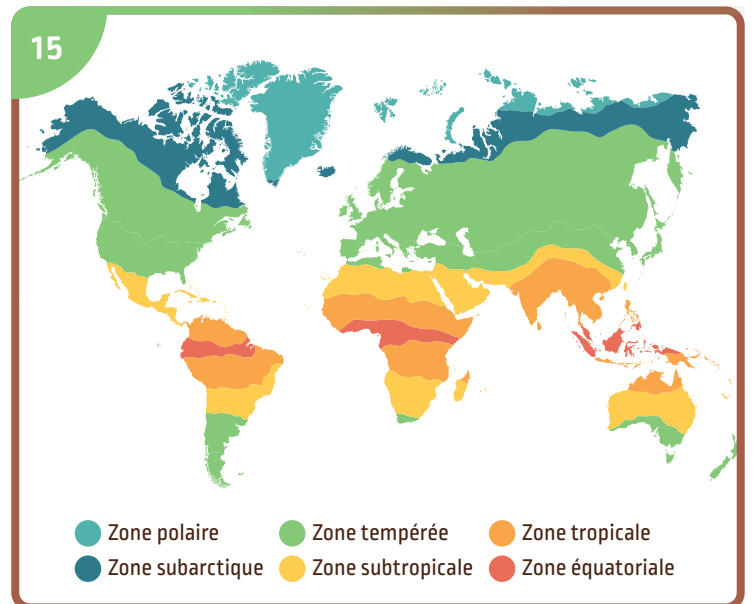 15
Zone polaire
Zone tempérée
Zone tropicale
Zone subarctique
Zone subtropicale
Zone équatoriale